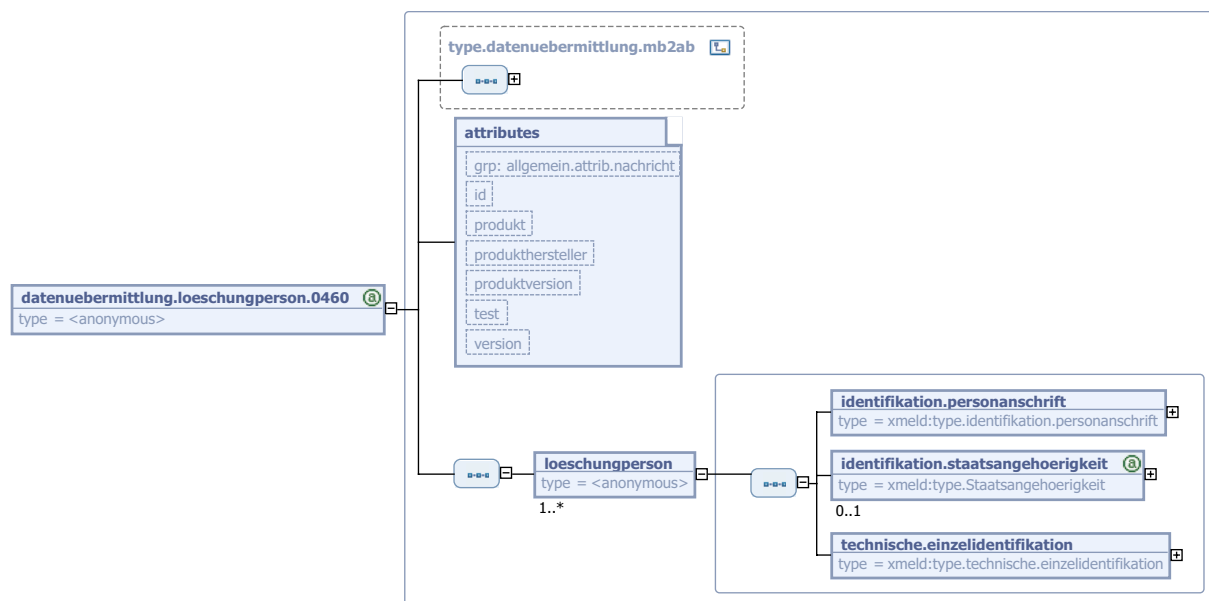 type.datenuebermittlung.mb2ab
attributes
grp: allgemein.attrib.nachricht
id
produkt
produkthersteller
produktversion
test
version
datenuebermittlung.loeschungperson.0460 a
type = <anonymous>
loeschungperson
type = <anonymous>
1..*
identifikation.personanschrift
type = xmeld:type.identifikation.personanschrift
identifikation.staatsangehoerigkeit a
type = xmeld:type.Staatsangehoerigkeit
0..1
technische.einzelidentifikation
type = xmeld:type.technische.einzelidentifikation